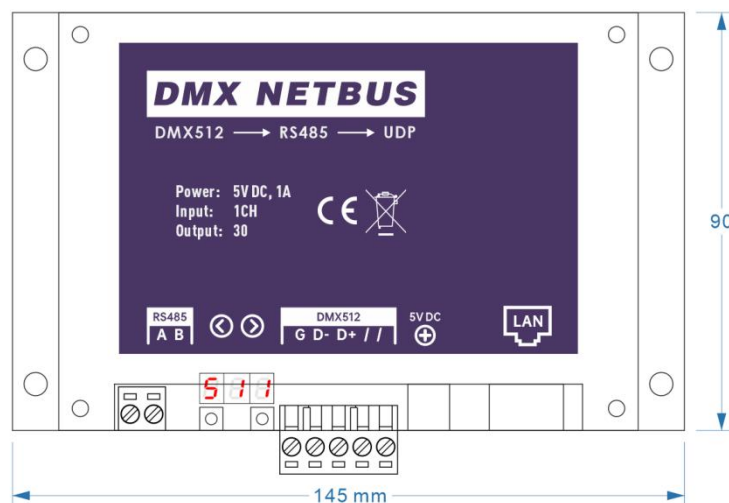 DMX NETBUS
DMX512 → RS485 → UDP
Power: 5V DC, 1A
Input: 1CH
Output: 30
CE
RS485
A B
DMX512
G D- D+ / /
5V DC
LAN
511
90
145 mm